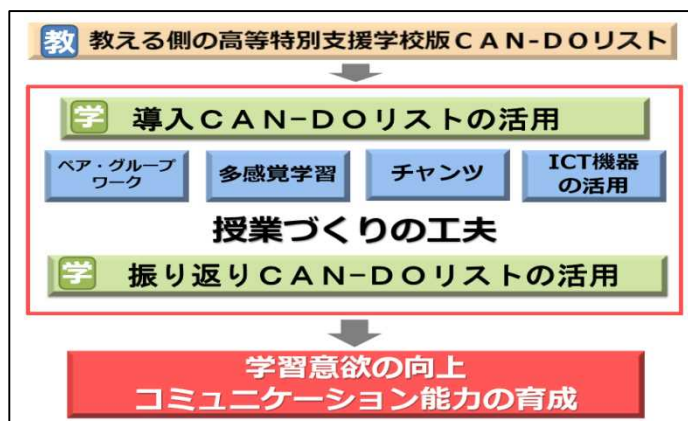 教 教える側の高等特別支援学校版CAN-DOリスト
学 導入CAN-DOリストの活用
ペア・グループ
ワーク
多感覚学習
チャンツ
ICT機器
の活用
授業づくりの工夫
学 振り返りCAN-DOリストの活用
学習意欲の向上
コミュニケーション能力の育成